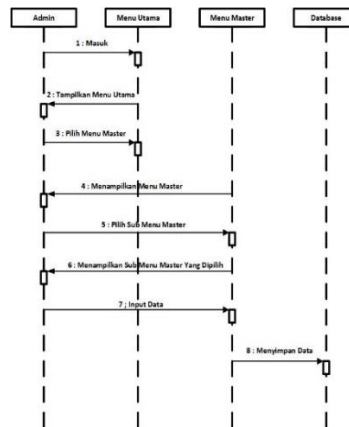 Admin
Menu Utama
Menu Master
Database
1 : Masuk
2 : Tampilkan Menu Utama
3 : Pilih Menu Master
4 : Menampilkan Menu Master
5 : Pilih Sub Menu Master
6 : Menampilkan Sub Menu Master Yang Dipilih
7 ; Input Data
8 : Menyimpan Data